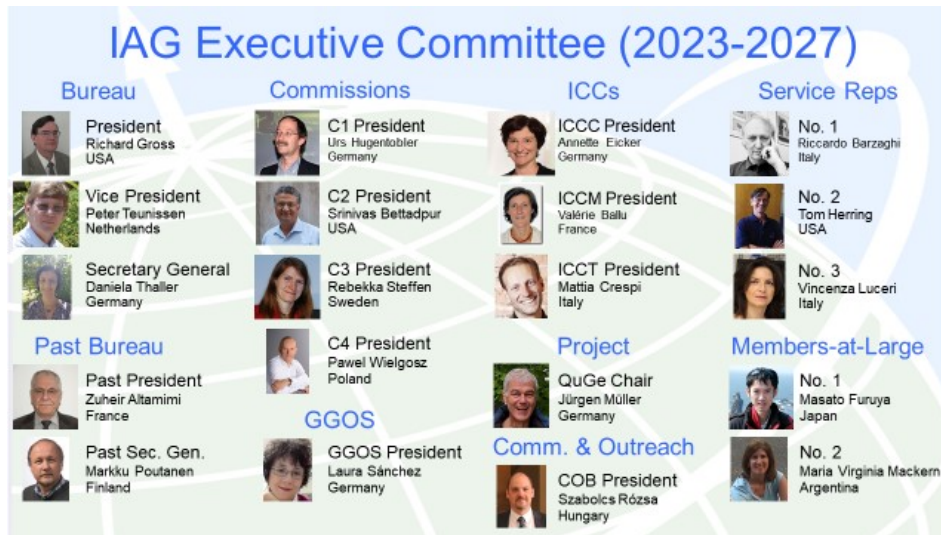 IAG Executive Committee (2023-2027)
Bureau
President
Richard Gross
USA
Vice President
Peter Teunissen
Netherlands
Secretary General
Daniela Thaller
Germany
Past Bureau
Past President
Zuheir Altamimi
France
Past Sec. Gen.
Markku Poutanen
Finland
Commissions
C1 President
Urs Hugentobler
Germany
C2 President
Srinivas Bettadpur
USA
C3 President
Rebekka Steffen
Sweden
C4 President
Pawel Wielgosz
Poland
GGOS
GGOS President
Laura Sánchez
Germany
ICCs
ICCC President
Annette Eicker
Germany
ICCM President
Valérie Ballu
France
ICCT President
Mattia Crespi
Italy
Project
QuGe Chair
Jürgen Müller
Germany
Comm. & Outreach
COB President
Szabolcs Rózsa
Hungary
Service Reps
No. 1
Riccardo Barzaghi
Italy
No. 2
Tom Herring
USA
No. 3
Vincenza Luceri
Italy
Members-at-Large
No. 1
Masato Furuya
Japan
No. 2
Maria Virginia Mackern
Argentina